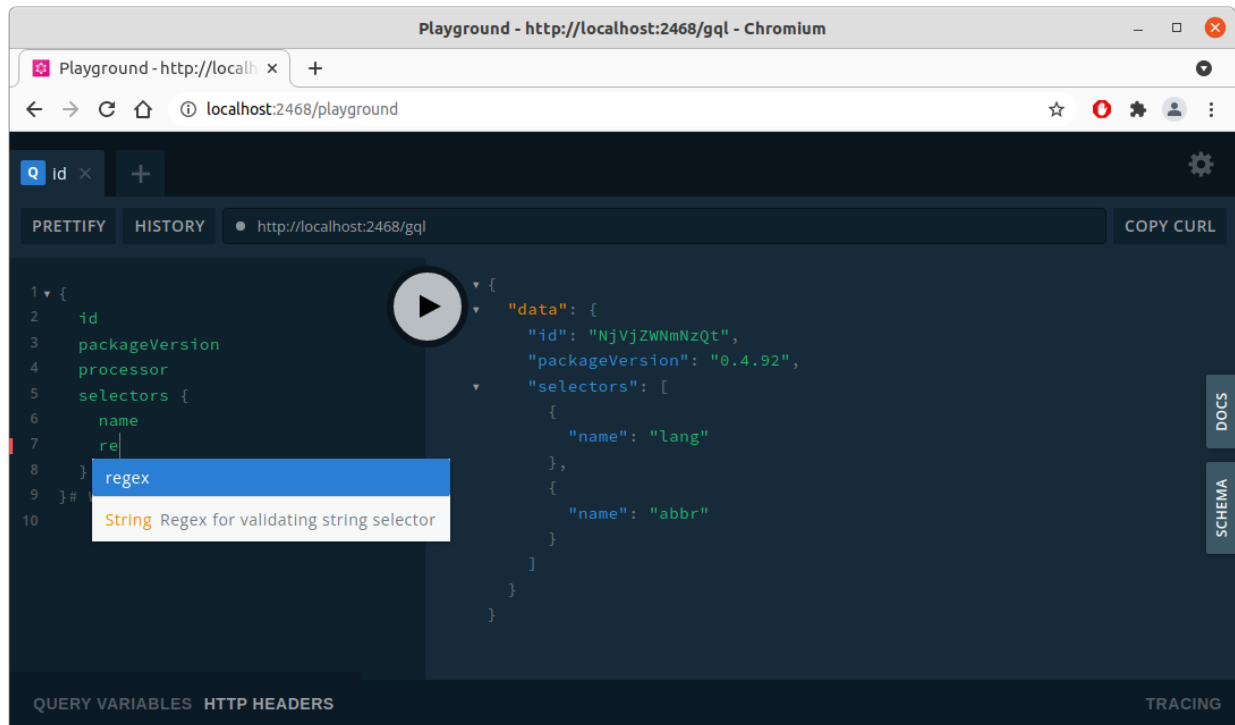 Playground - http://localhost:2468/gql - Chromium
Playground - http://localh
localhost:2468/playground
Q id
PRETTIFY HISTORY http://localhost:2468/gql COPY CURL
1 {
2 id
3 packageVersion
4 processor
5 selectors {
6 name
7 re
8 }
9 }#
10
regex
String Regex for validating string selector
{
"data": {
"id": "NjVjZWNmNzQt",
"packageVersion": "0.4.92",
"selectors": [
{
"name": "lang"
},
{
"name": "abbr"
}
]
}
}
DOCS
SCHEMA
QUERY VARIABLES HTTP HEADERS TRACING